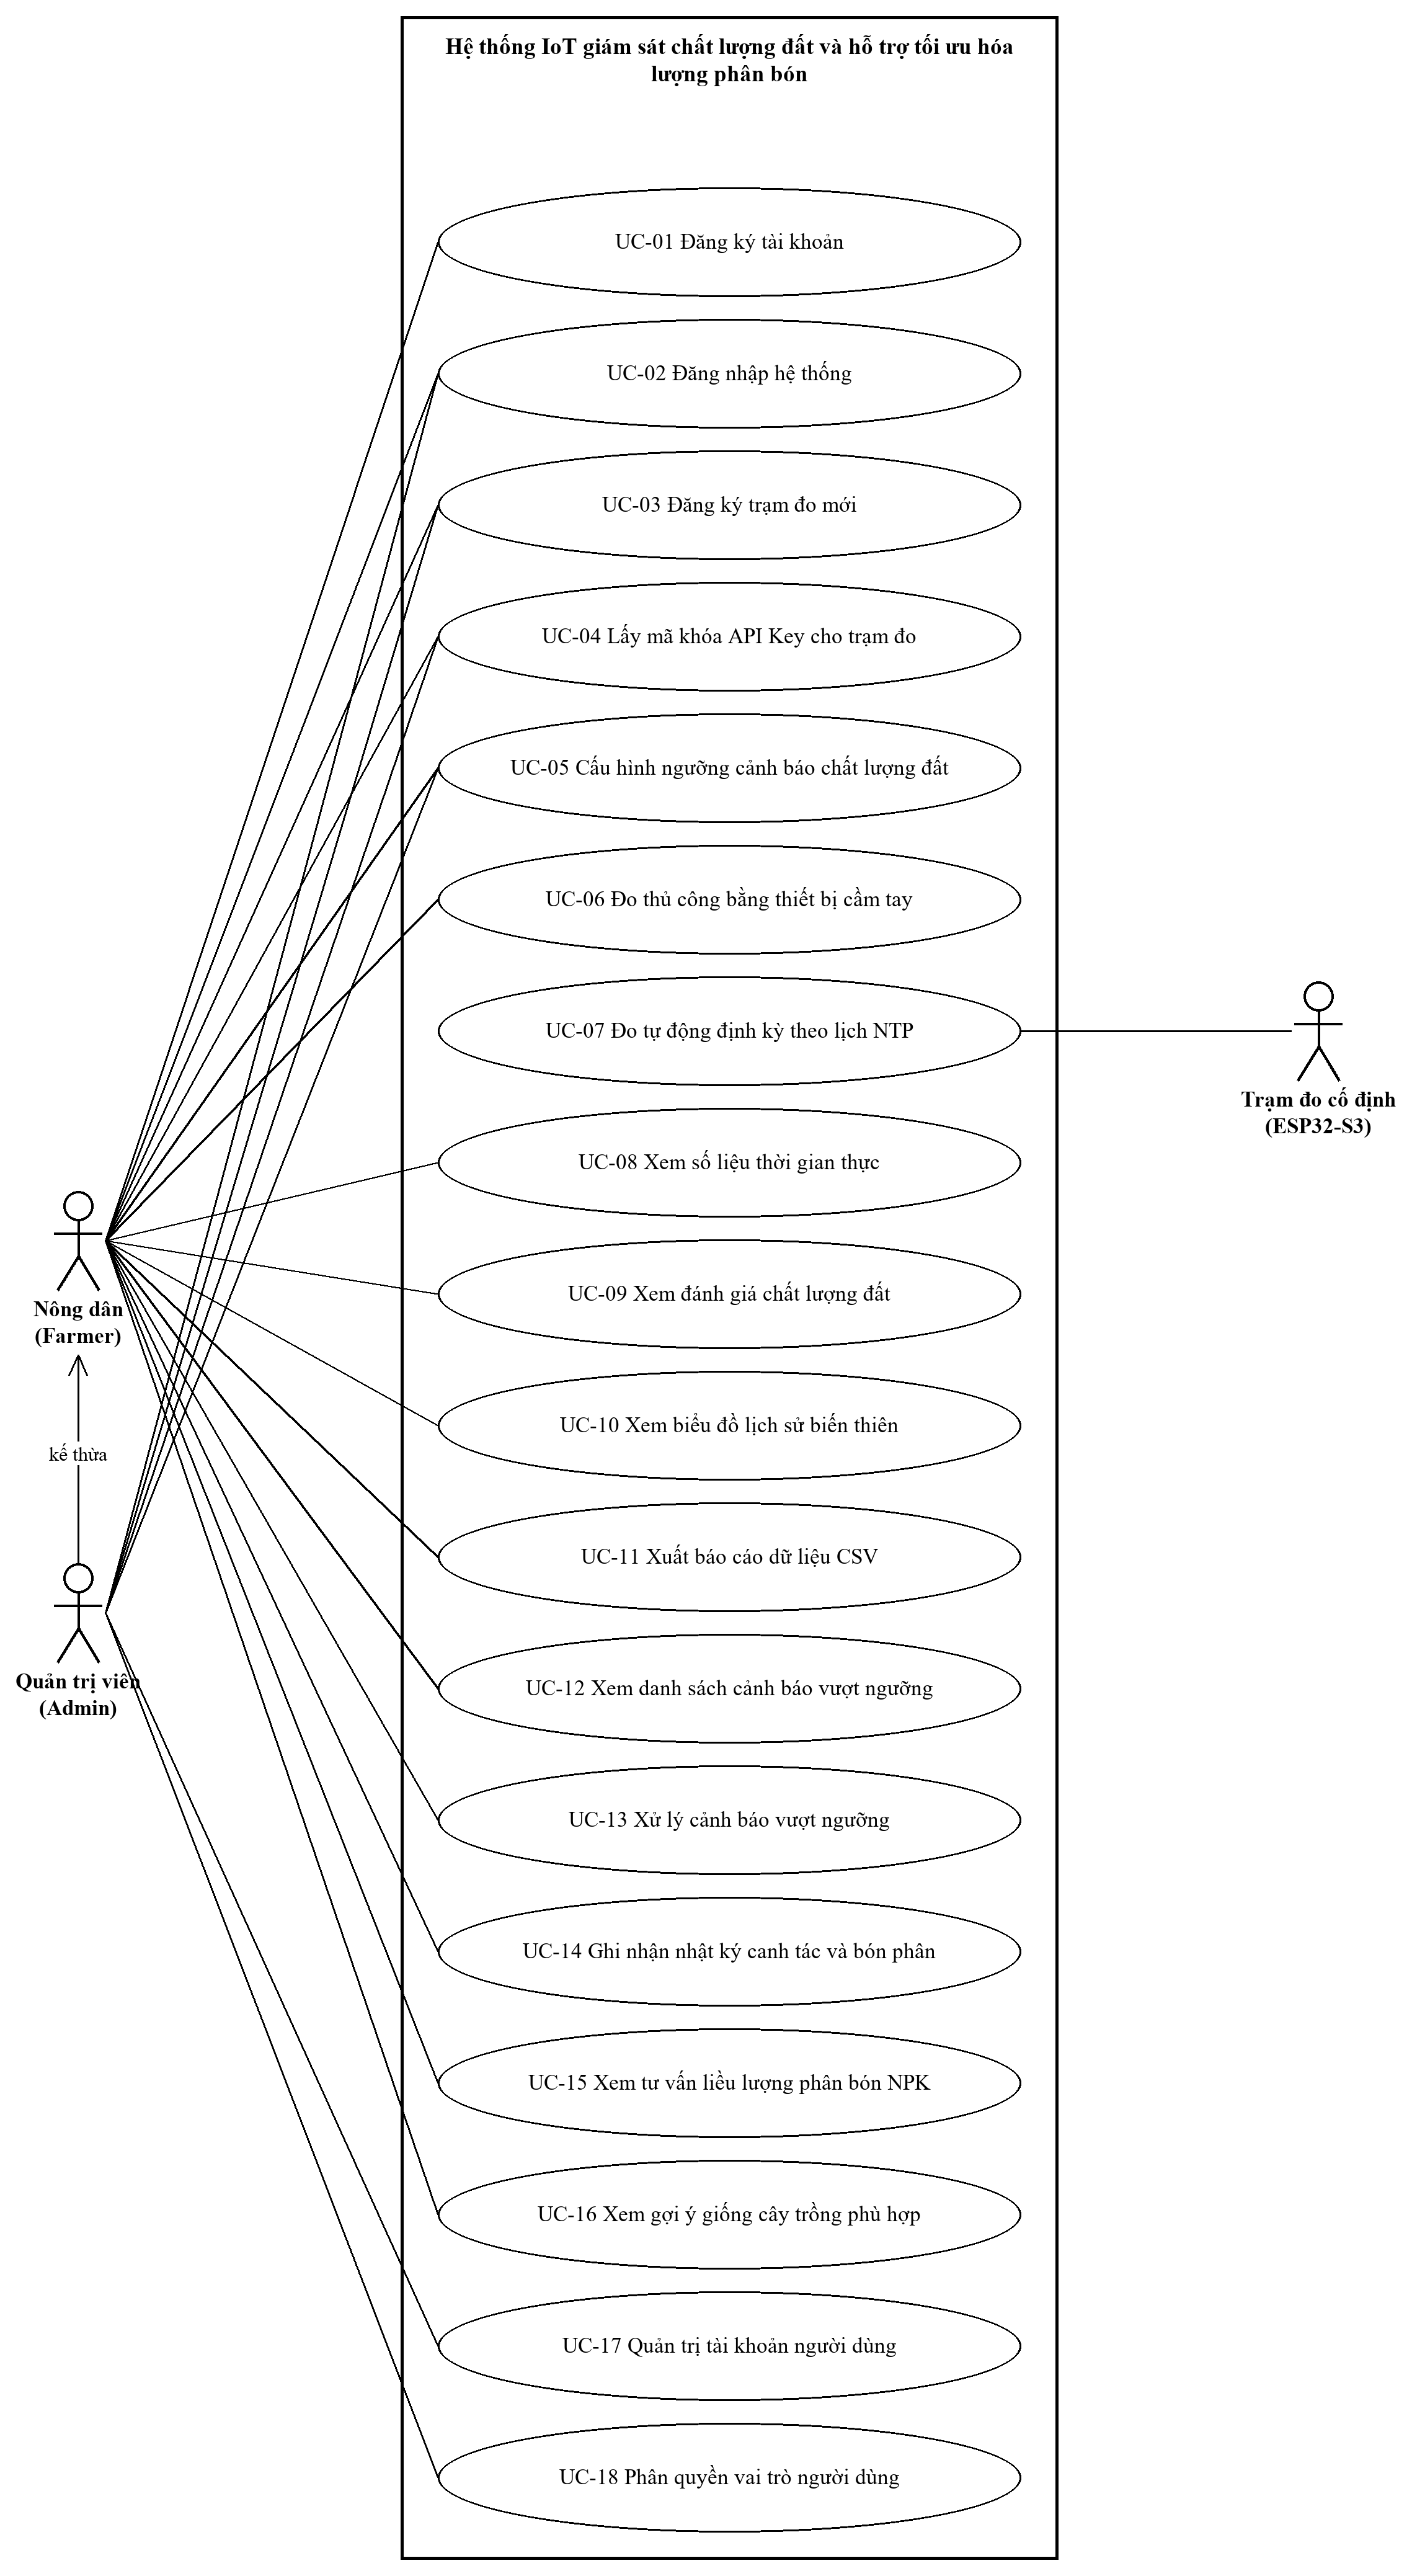 Hệ thống IoT giám sát chất lượng đất và hỗ trợ tối ưu hóa
lượng phân bón
UC-01 Đăng ký tài khoản
UC-02 Đăng nhập hệ thống
UC-03 Đăng ký trạm đo mới
UC-04 Lấy mã khóa API Key cho trạm đo
UC-05 Cấu hình ngưỡng cảnh báo chất lượng đất
UC-06 Đo thủ công bằng thiết bị cầm tay
UC-07 Đo tự động định kỳ theo lịch NTP
Trạm đo cố định
(ESP32-S3)
UC-08 Xem số liệu thời gian thực
UC-09 Xem đánh giá chất lượng đất
Nông dân
(Farmer)
UC-10 Xem biểu đồ lịch sử biến thiên
kế thừa
UC-11 Xuất báo cáo dữ liệu CSV
Quản trị viên
(Admin)
UC-12 Xem danh sách cảnh báo vượt ngưỡng
UC-13 Xử lý cảnh báo vượt ngưỡng
UC-14 Ghi nhận nhật ký canh tác và bón phân
UC-15 Xem tư vấn liều lượng phân bón NPK
UC-16 Xem gợi ý giống cây trồng phù hợp
UC-17 Quản trị tài khoản người dùng
UC-18 Phân quyền vai trò người dùng